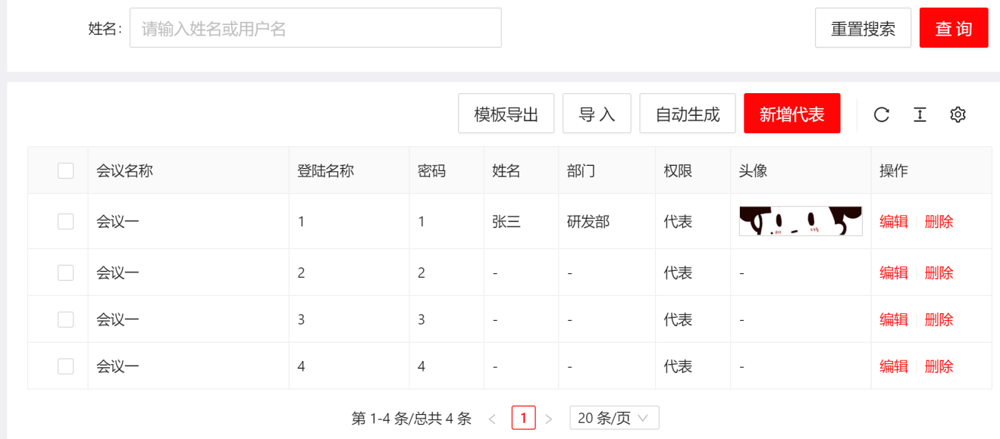 姓名: 请输入姓名或用户名 重置搜索 查 询
模板导出 导 入 自动生成 新增代表
会议名称 登陆名称 密码 姓名 部门 权限 头像 操作
会议一 1 1 张三 研发部 代表 编辑 删除
会议一 2 2 - - 代表 - 编辑 删除
会议一 3 3 - - 代表 - 编辑 删除
会议一 4 4 - - 代表 - 编辑 删除
第 1-4 条/总共 4 条 < 1 > 20 条/页